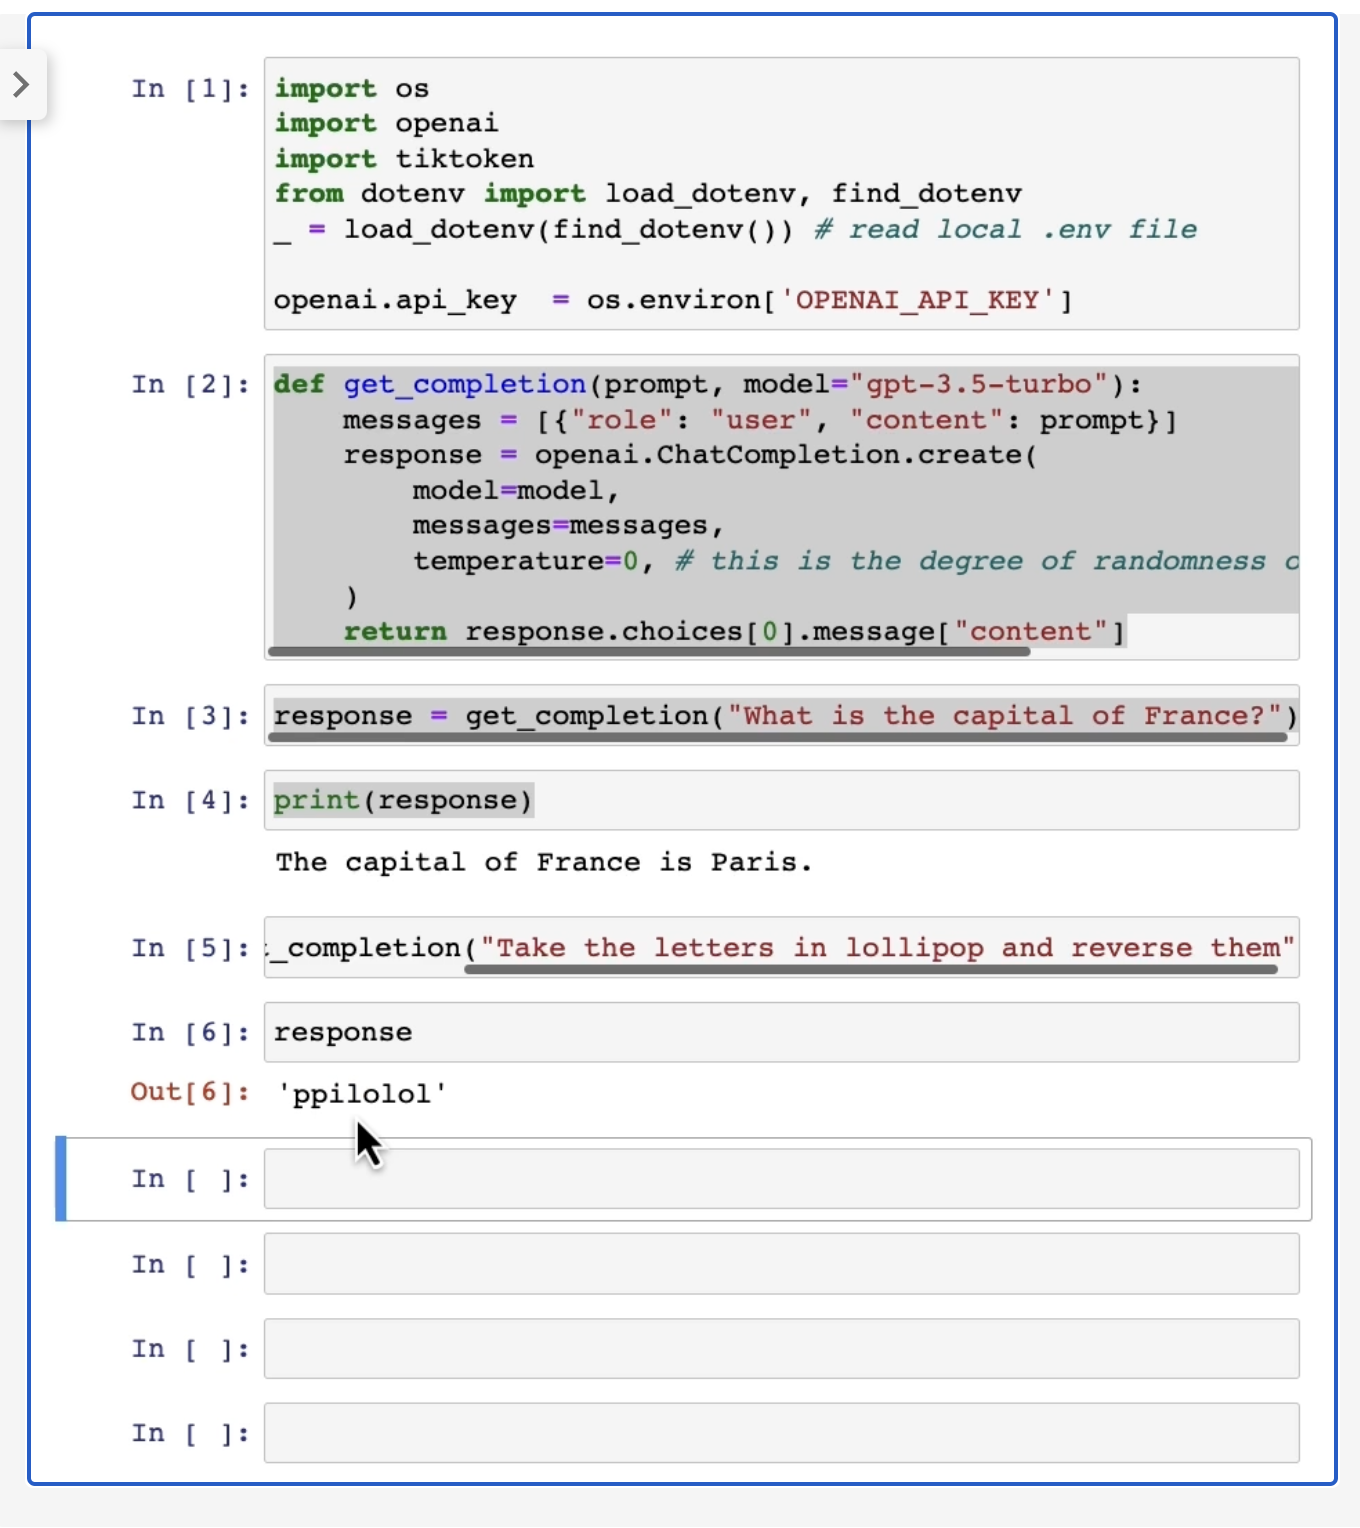 In [1]:
import os
import openai
import tiktoken
from dotenv import load_dotenv, find_dotenv
_ = load_dotenv(find_dotenv()) # read local .env file
openai.api_key  = os.environ['OPENAI_API_KEY']
In [2]:
def get_completion(prompt, model="gpt-3.5-turbo"):
    messages = [{"role": "user", "content": prompt}]
    response = openai.ChatCompletion.create(
        model=model,
        messages=messages,
        temperature=0, # this is the degree of randomness
    )
    return response.choices[0].message["content"]
In [3]:
response = get_completion("What is the capital of France?")
In [4]:
print(response)
The capital of France is Paris.
In [5]:
_completion("Take the letters in lollipop and reverse them"
In [6]:
response
Out[6]:
'ppilolol'
In [ ]:
In [ ]:
In [ ]:
In [ ]: